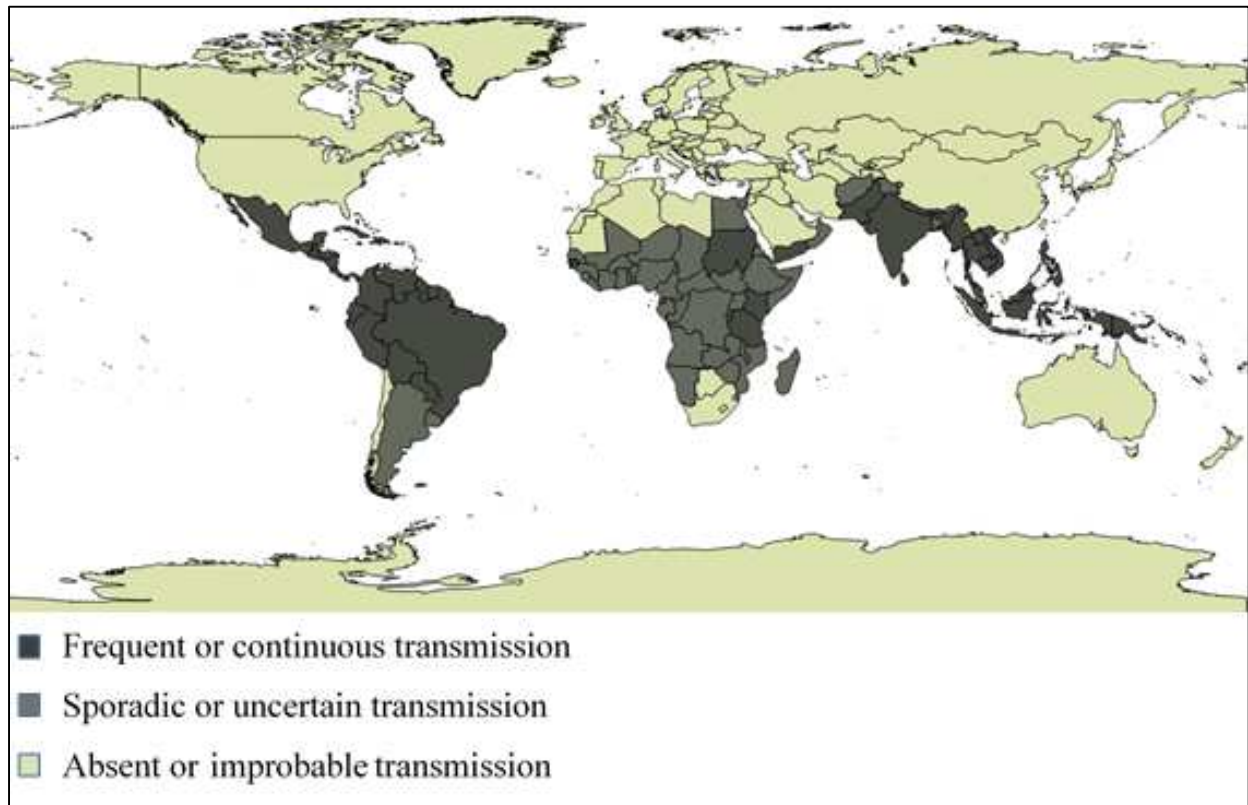 Frequent or continuous transmission
Sporadic or uncertain transmission
Absent or improbable transmission